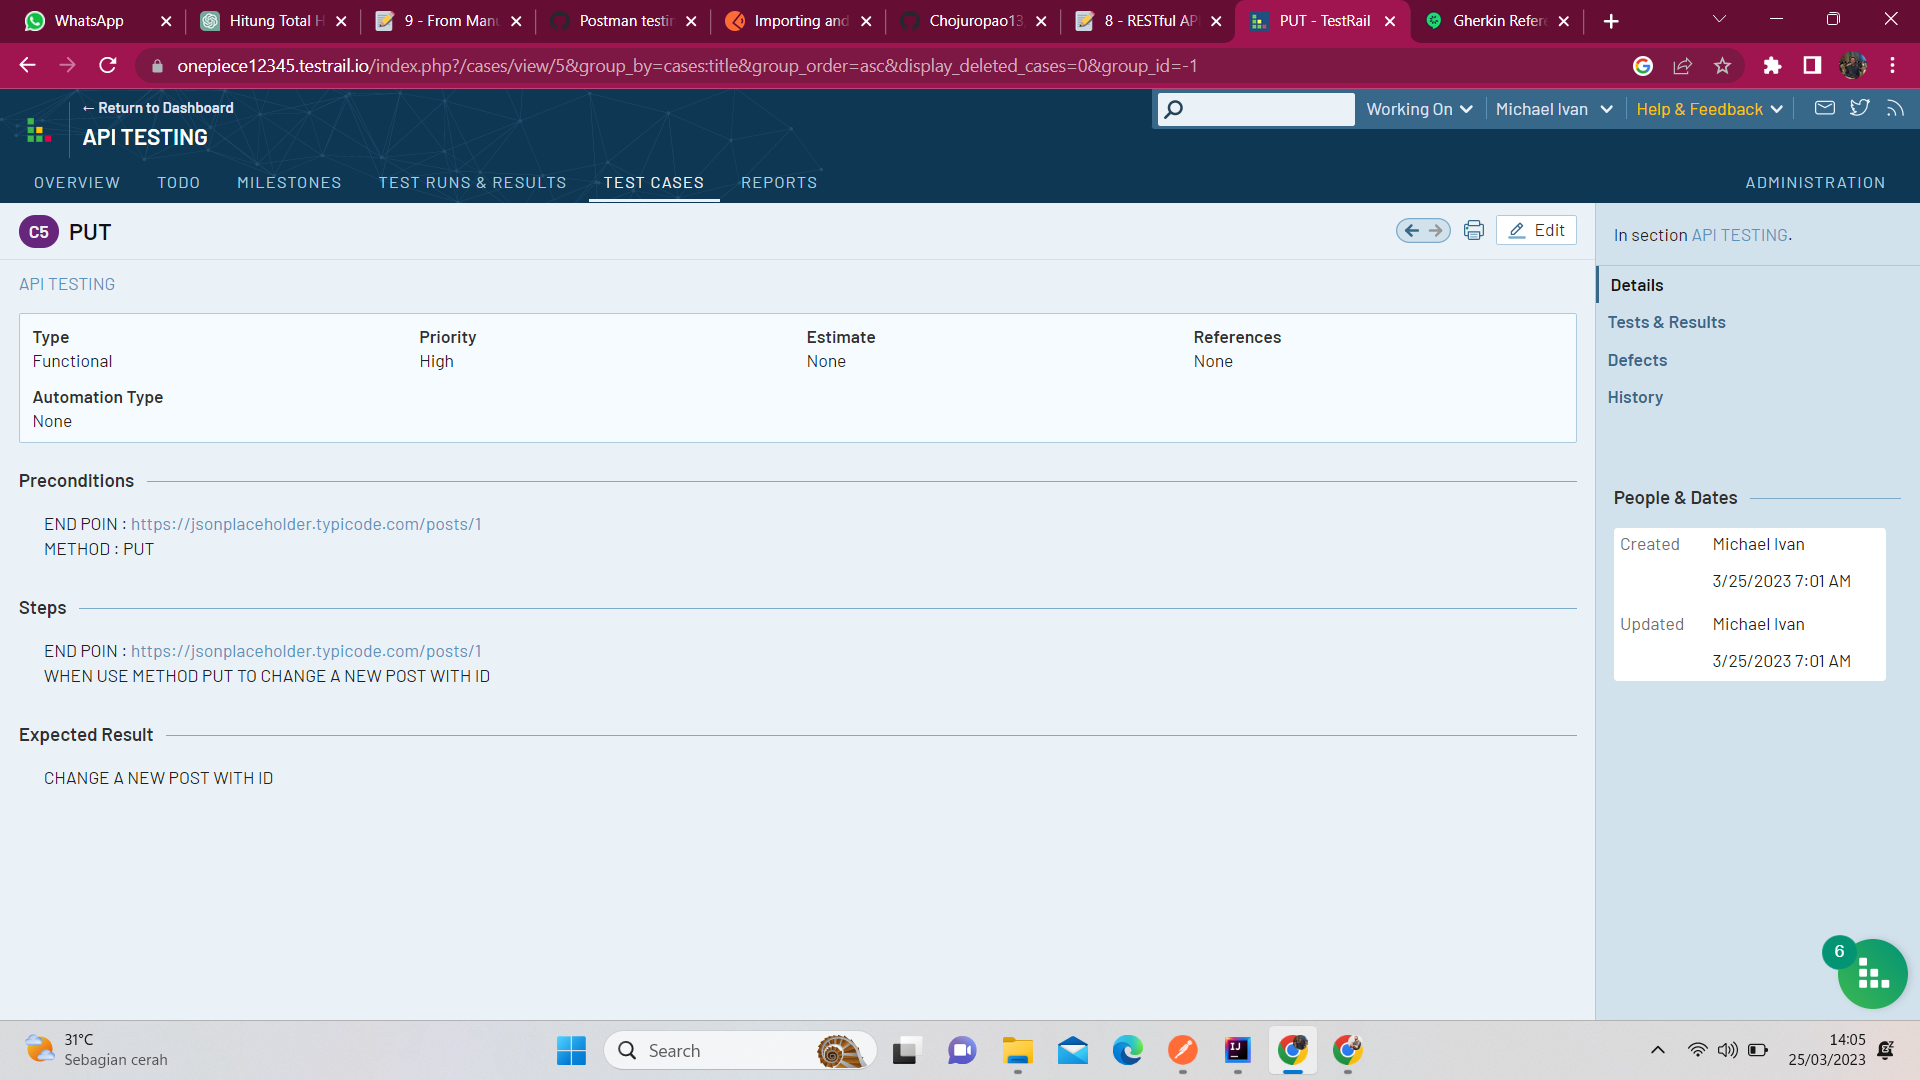 WhatsApp
Hitung Total H
9 - From Manu
Postman testin
Importing and
Chojuropao13
8 - RESTful AP
PUT - TestRail
Gherkin Refere
onepiece12345.testrail.io/index.php?/cases/view/5&group_by=cases:title&group_order=asc&display_deleted_cases=0&group_id=-1
← Return to Dashboard
API TESTING
Working On
Michael Ivan
Help & Feedback
OVERVIEW
TODO
MILESTONES
TEST RUNS & RESULTS
TEST CASES
REPORTS
ADMINISTRATION
C5 PUT
Edit
In section API TESTING.
API TESTING
Type
Functional
Priority
High
Estimate
None
References
None
Automation Type
None
Details
Tests & Results
Defects
History
Preconditions
END POIN : https://jsonplaceholder.typicode.com/posts/1
METHOD : PUT
Steps
END POIN : https://jsonplaceholder.typicode.com/posts/1
WHEN USE METHOD PUT TO CHANGE A NEW POST WITH ID
Expected Result
CHANGE A NEW POST WITH ID
People & Dates
Created Michael Ivan
3/25/2023 7:01 AM
Updated Michael Ivan
3/25/2023 7:01 AM
6
31°C
Sebagian cerah
Search
IJ
14:05
25/03/2023